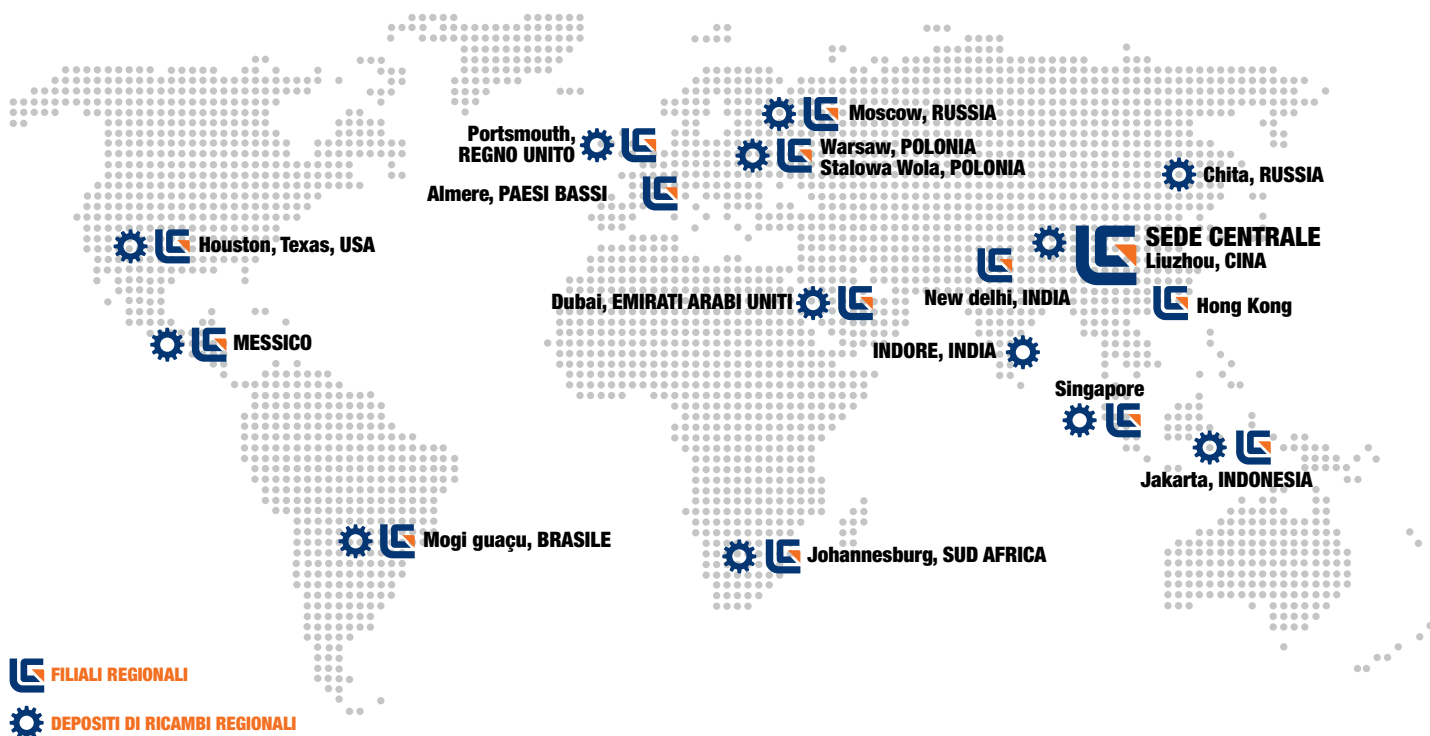 Moscow, RUSSIA
Portsmouth,
REGNO UNITO
Warsaw, POLONIA
Stalowa Wola, POLONIA
Chita, RUSSIA
Almere, PAESI BASSI
Houston, Texas, USA
SEDE CENTRALE
Liuzhou, CINA
New delhi, INDIA
Dubai, EMIRATI ARABI UNITI
Hong Kong
MESSICO
INDORE, INDIA
Singapore
Jakarta, INDONESIA
Mogi guaçu, BRASILE
Johannesburg, SUD AFRICA
FILIALI REGIONALI
DEPOSITI DI RICAMBI REGIONALI